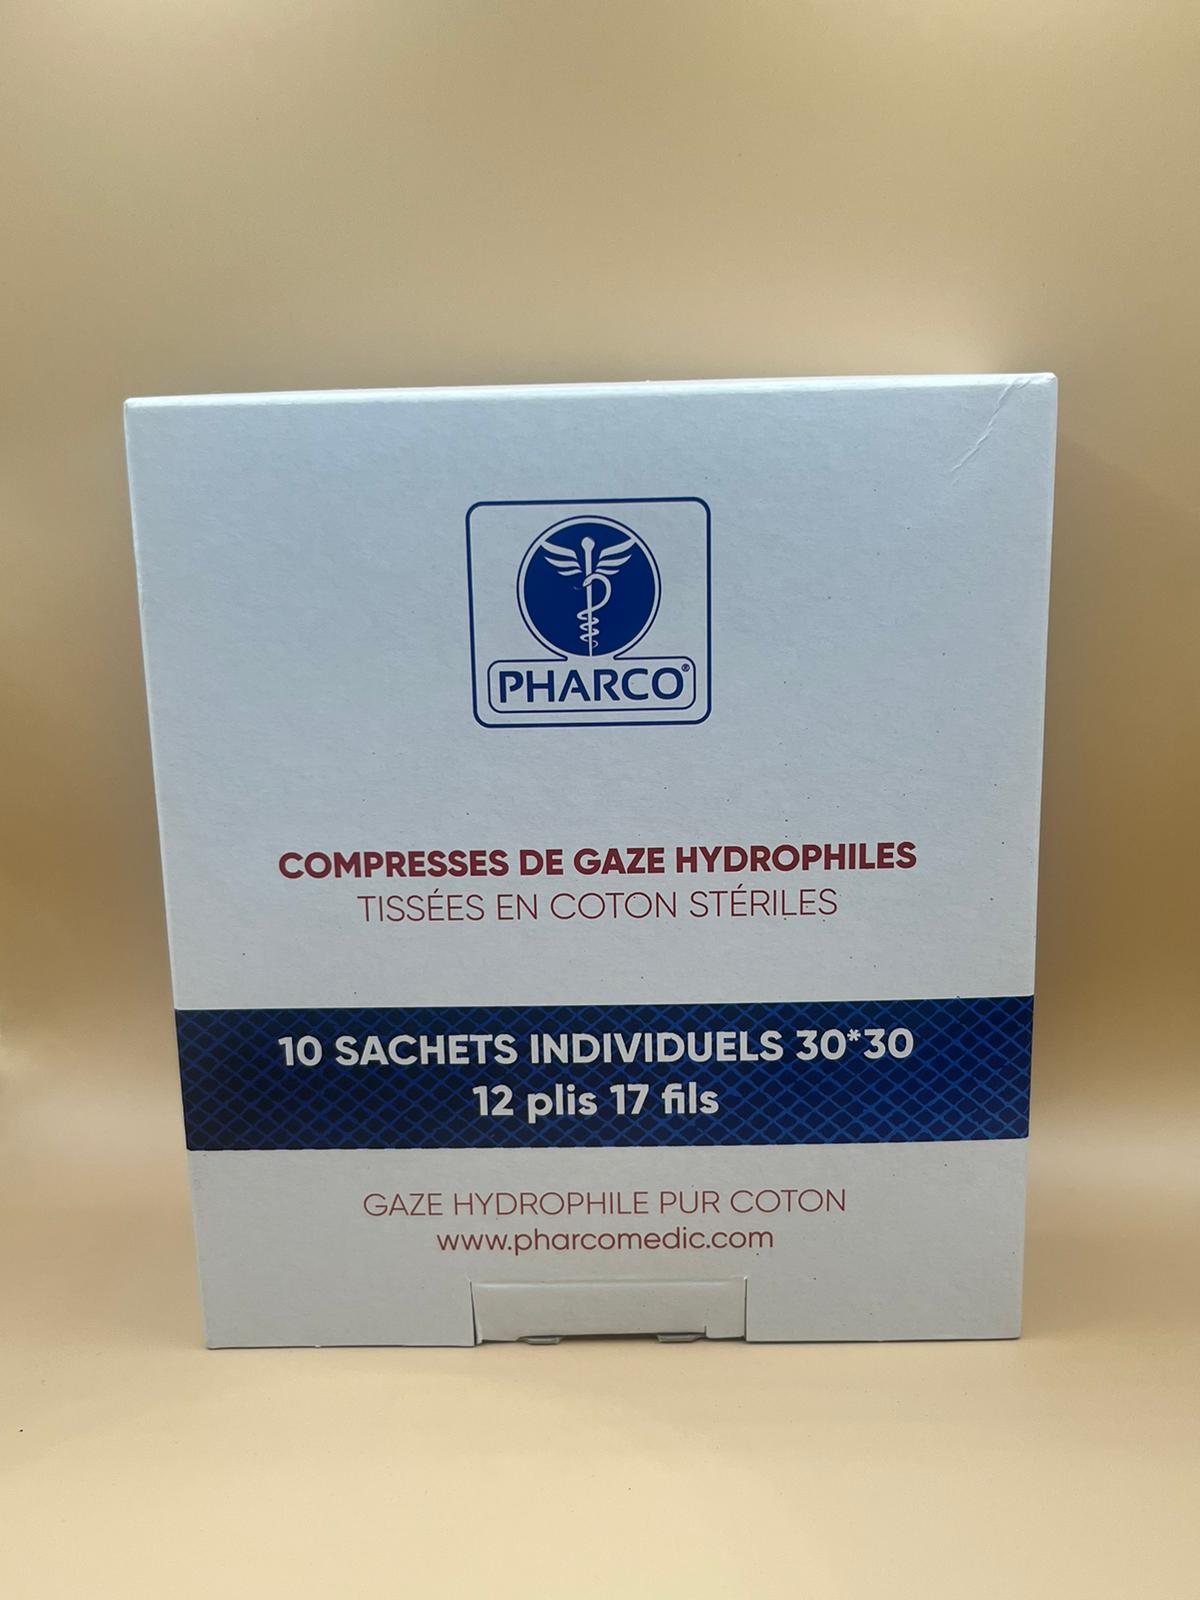 PHARCO®
COMPRESSES DE GAZE HYDROPHILES
TISSÉES EN COTON STÉRILES
10 SACHETS INDIVIDUELS 30*30
12 plis 17 fils
GAZE HYDROPHILE PUR COTON
www.pharcomedic.com